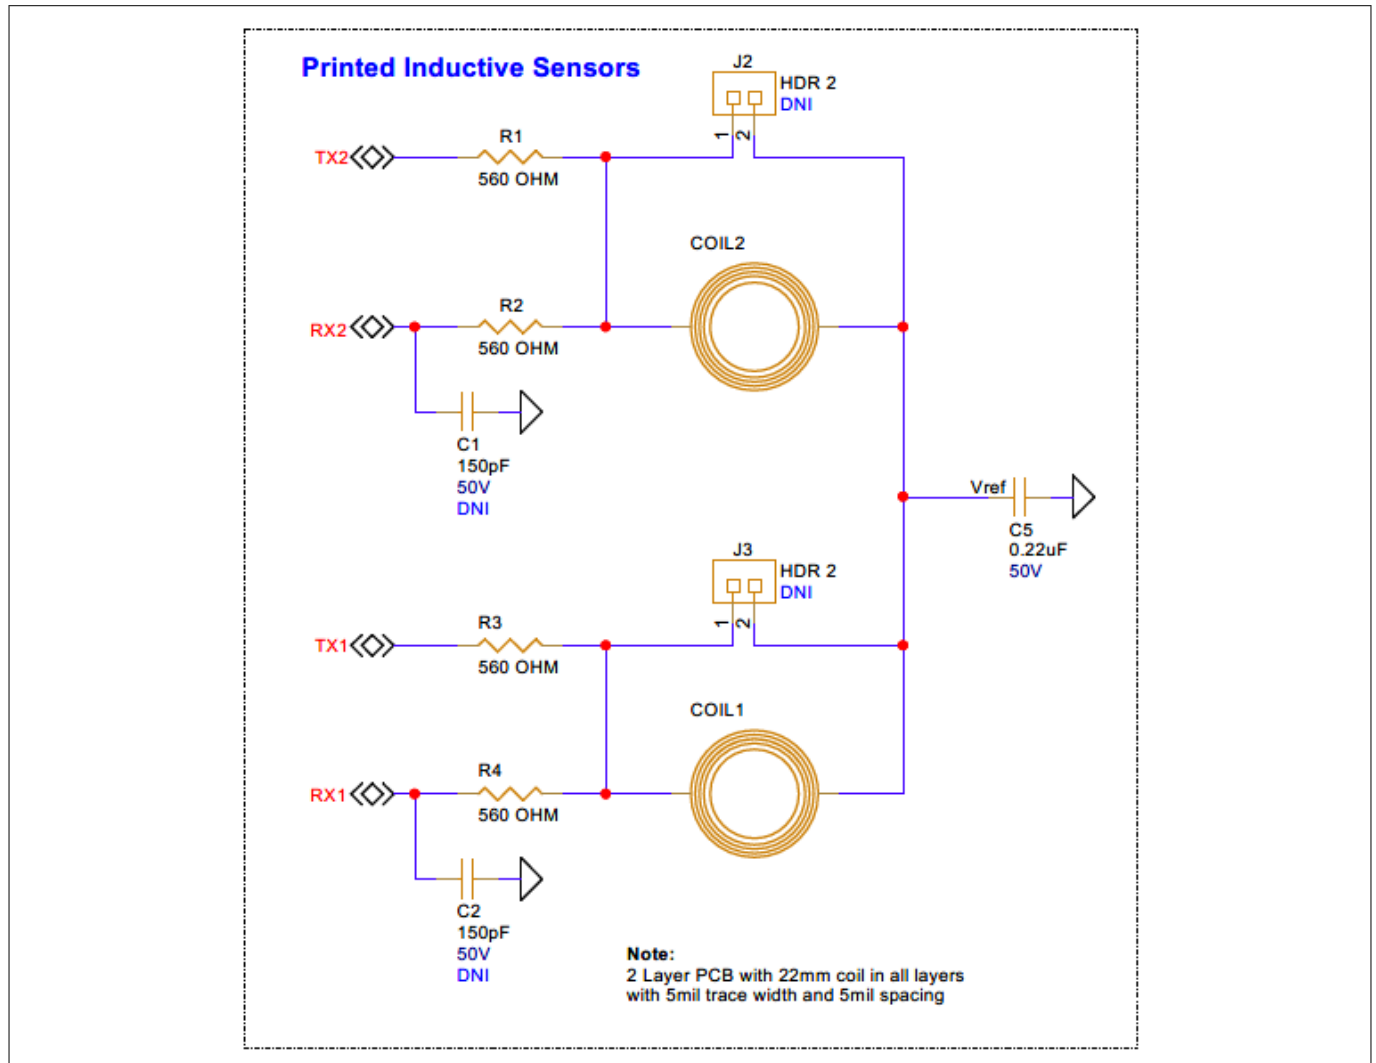 Printed Inductive Sensors
J2
HDR 2
DNI
1
2
R1
TX2
560 OHM
COIL2
R2
RX2
560 OHM
C1
150pF
50V
DNI
Vref
C5
0.22uF
50V
J3
HDR 2
DNI
1
2
R3
TX1
560 OHM
COIL1
R4
RX1
560 OHM
C2
150pF
50V
DNI
Note:
2 Layer PCB with 22mm coil in all layers
with 5mil trace width and 5mil spacing